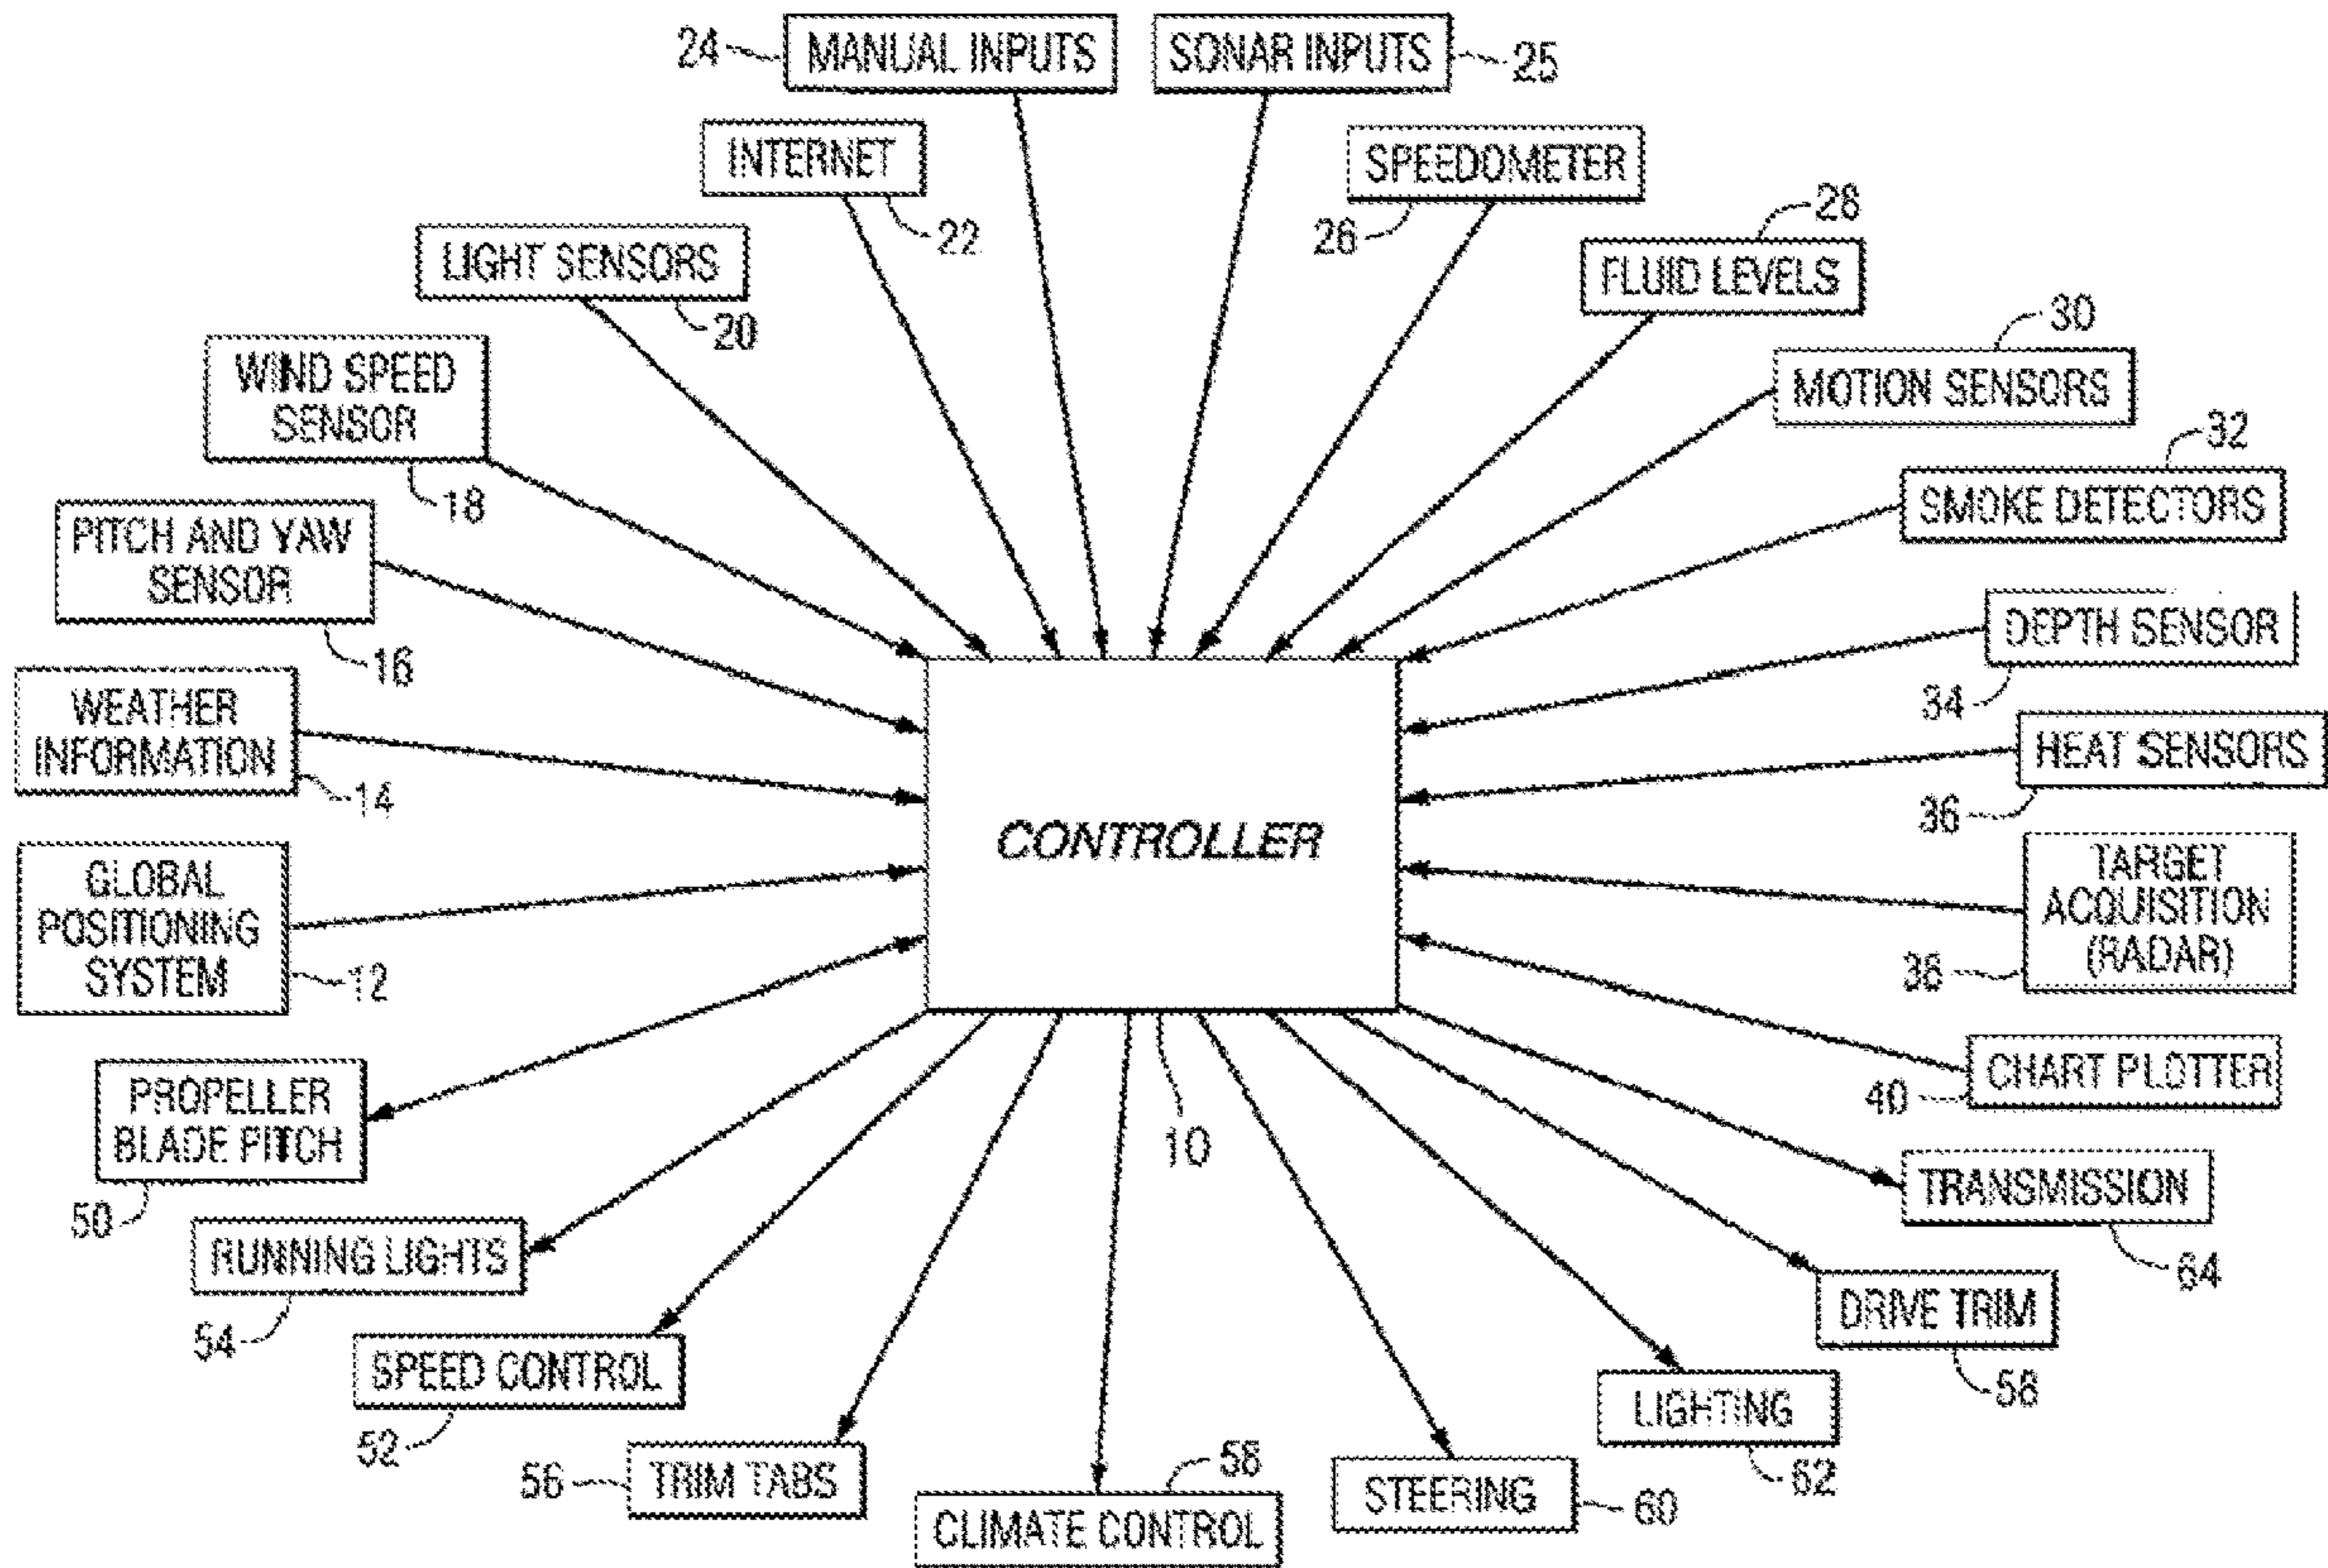 24
MANUAL INPUTS
SONAR INPUTS
25
INTERNET
22
SPEEDOMETER
26
28
FLUID LEVELS
LIGHT SENSORS
20
30
MOTION SENSORS
WIND SPEED
SENSOR
18
32
SMOKE DETECTORS
PITCH AND YAW
SENSOR
16
DEPTH SENSOR
34
WEATHER
INFORMATION
14
HEAT SENSORS
36
CONTROLLER
GLOBAL
POSITIONING
SYSTEM
12
TARGET
ACQUISITION
(RADAR)
38
CHART PLOTTER
40
PROPELLER
BLADE PITCH
50
10
TRANSMISSION
64
RUNNING LIGHTS
54
DRIVE TRIM
58
SPEED CONTROL
52
LIGHTING
62
56
TRIM TABS
58
CLIMATE CONTROL
STEERING
60